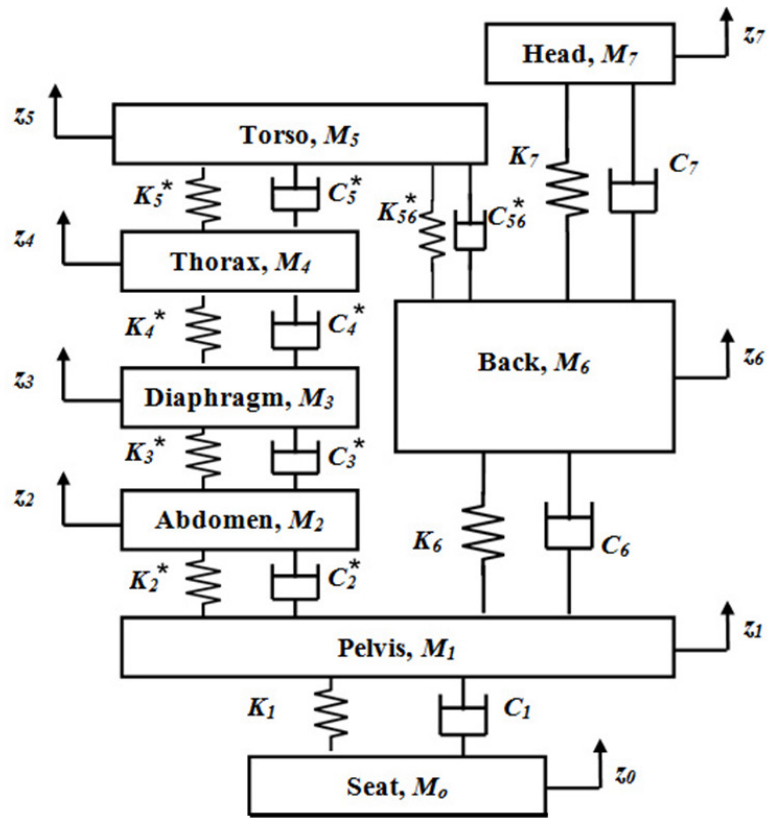 z7
Head, M7
z5
Torso, M5
K7
C7
K5*
C5*
K56*
C56*
z4
Thorax, M4
K4*
C4*
z3
Diaphragm, M3
Back, M6
z6
K3*
C3*
z2
Abdomen, M2
K6
C6
K2*
C2*
z1
Pelvis, M1
K1
C1
Seat, Mo
z0